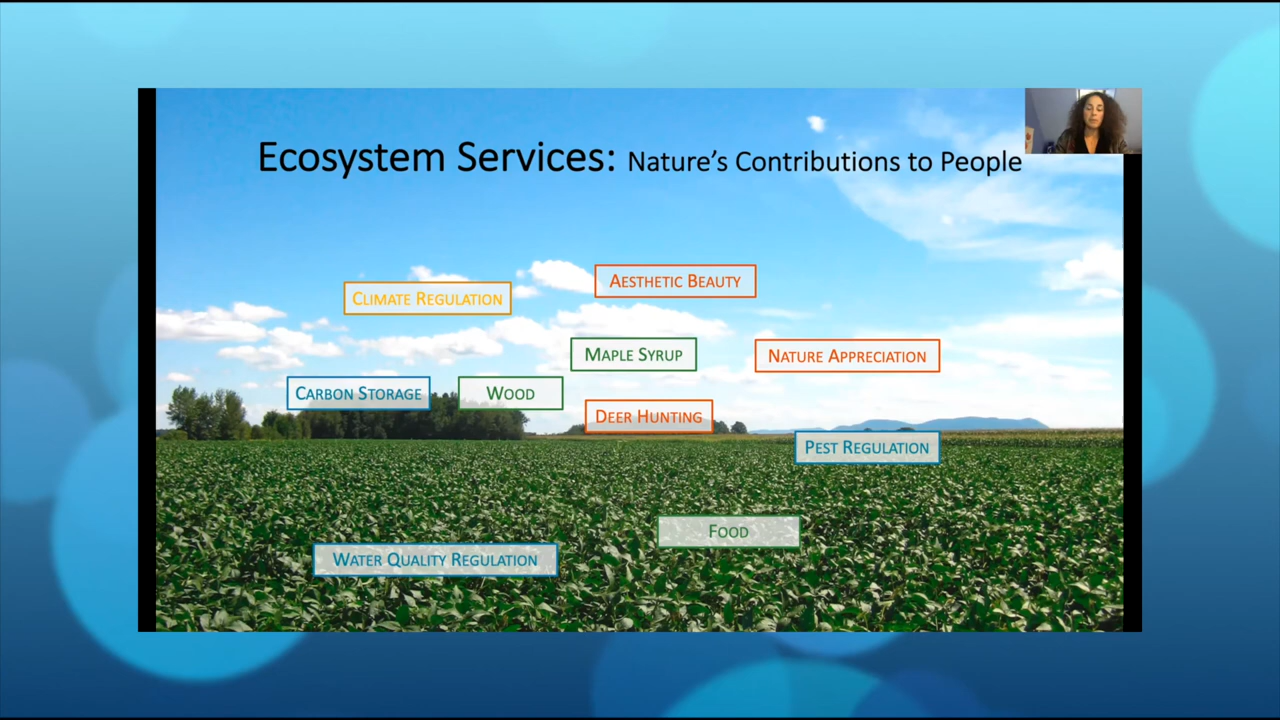 Ecosystem Services: Nature's Contributions to People
Aesthetic Beauty
Climate Regulation
Maple Syrup
Nature Appreciation
Carbon Storage
Wood
Deer Hunting
Pest Regulation
Food
Water Quality Regulation